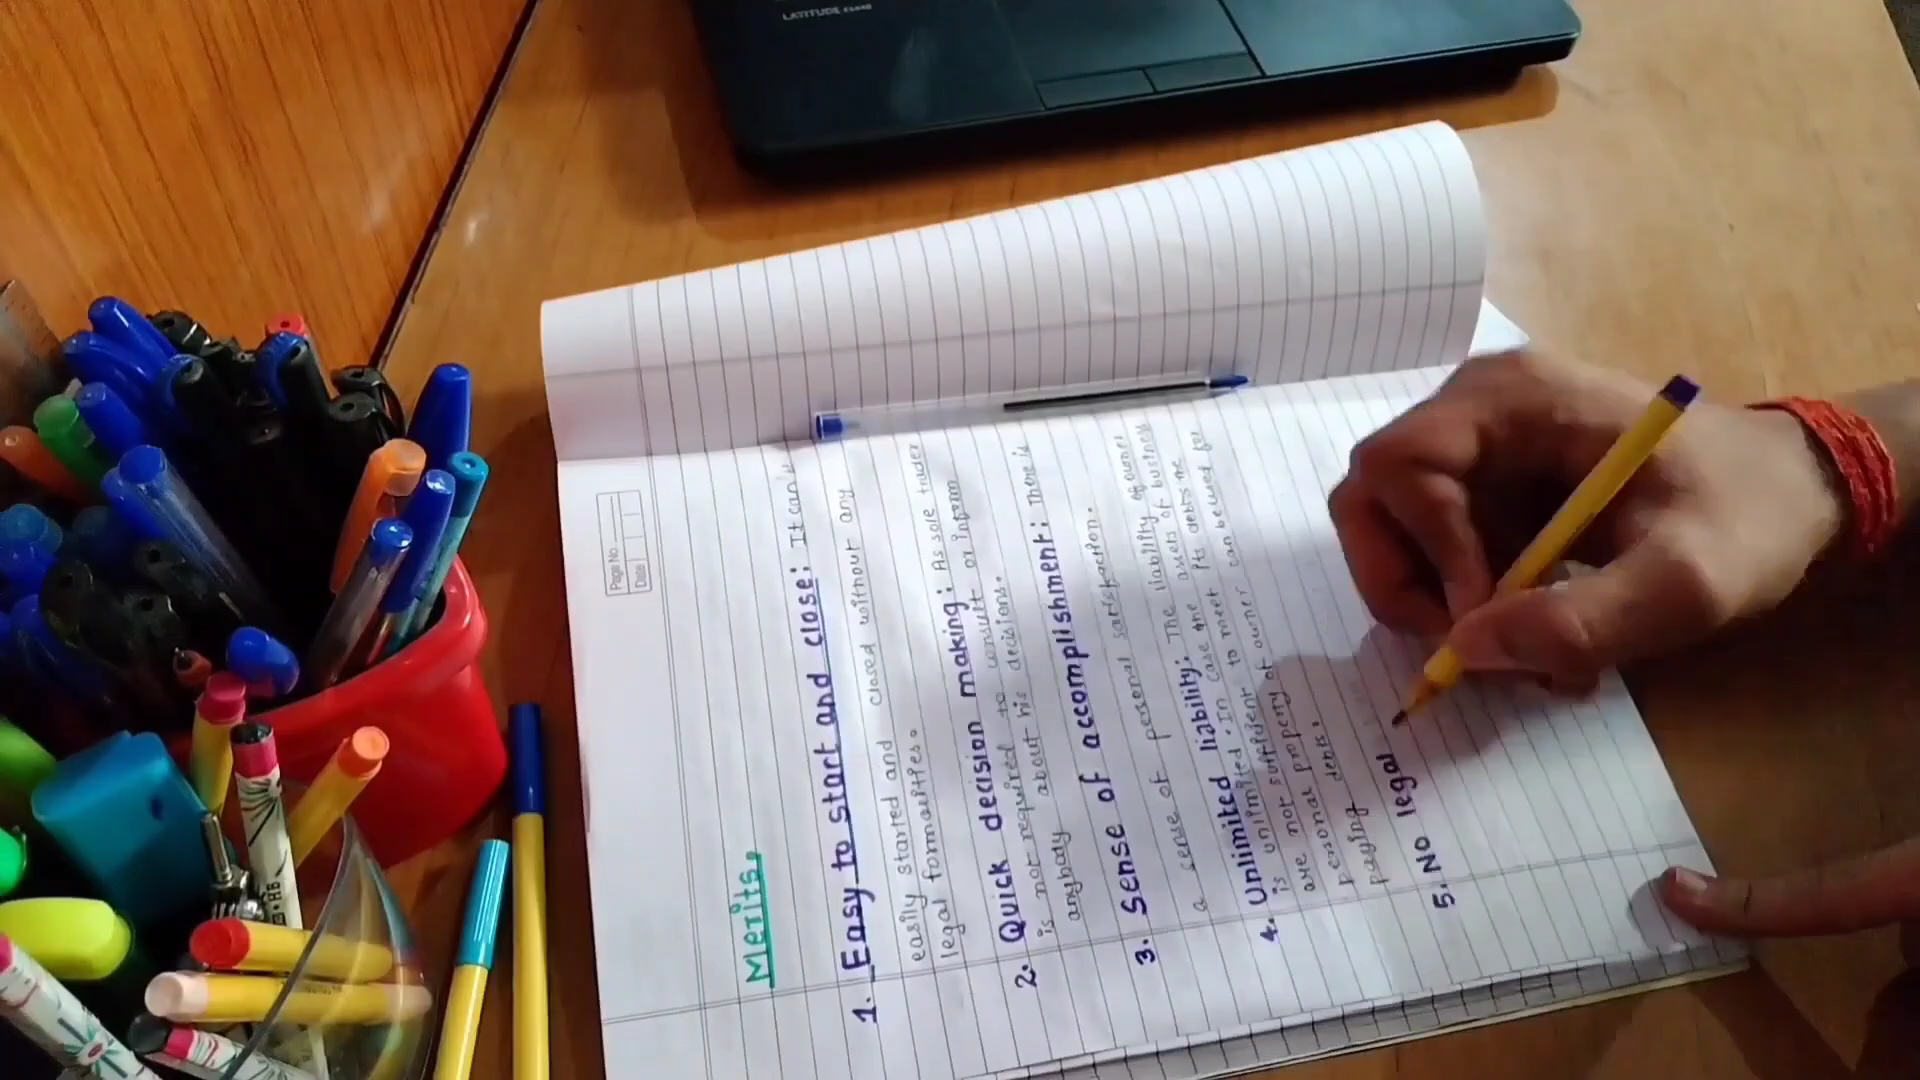 LATITUDE
Page No.
Date
Merits.
1. Easy to start and close: It can
easily started and closed without any
legal formalities.
2. Quick decision making: As sole trader
is not required to consult or inform
anybody about his decisions.
3. Sense of accomplishment: There is
a sense of personal satisfaction.
4. Unlimited liability: The liability of owner
is unlimited. In case the assets of business
are not sufficient to meet its debts the
personal property of owner can be used for
paying debts.
5. No legal
HB